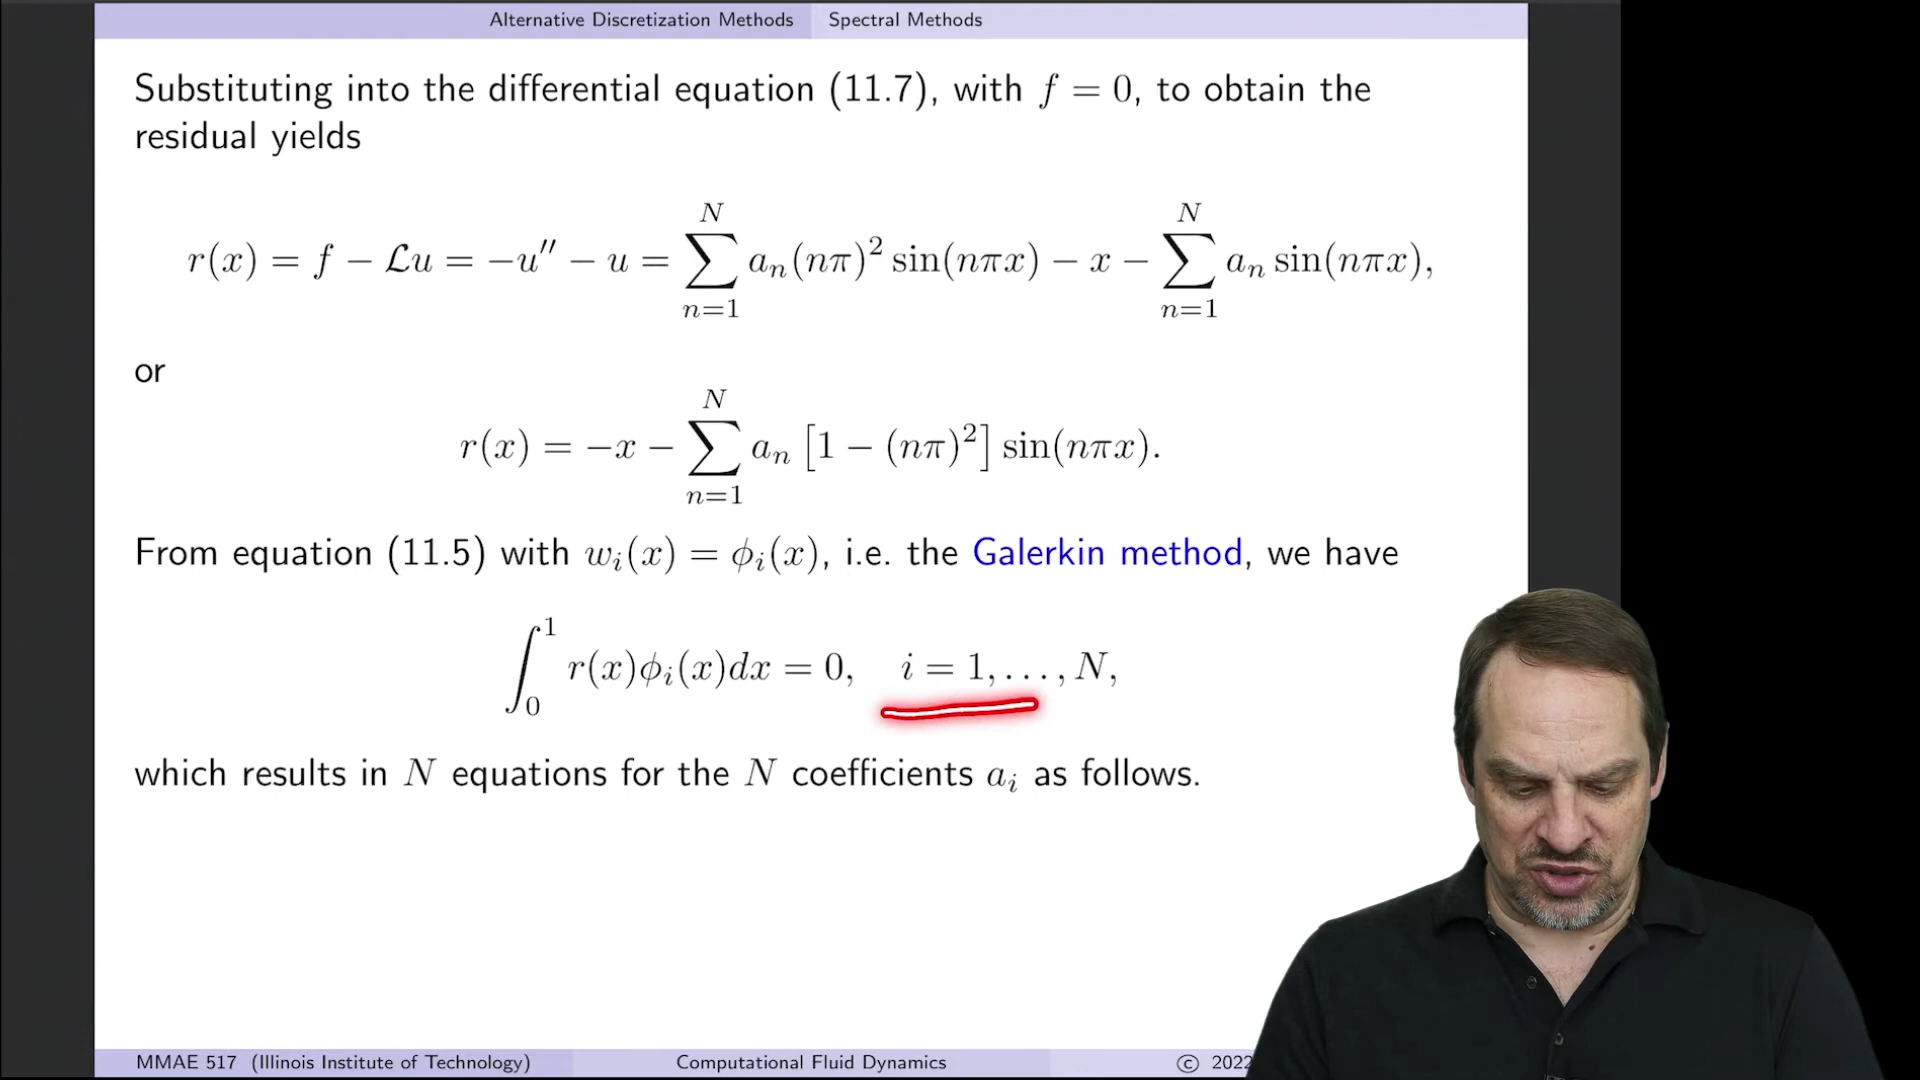 Alternative Discretization Methods Spectral Methods
Substituting into the differential equation (11.7), with f = 0, to obtain the
residual yields
r(x) = f − ℒu = −u″ − u = ∑_{n=1}^{N} a_n(nπ)² sin(nπx) − x − ∑_{n=1}^{N} a_n sin(nπx),
or
r(x) = −x − ∑_{n=1}^{N} a_n [1 − (nπ)²] sin(nπx).
From equation (11.5) with w_i(x) = ϕ_i(x), i.e. the Galerkin method, we have
∫_0^1 r(x)ϕ_i(x)dx = 0, i = 1, . . . , N,
which results in N equations for the N coefficients a_i as follows.
MMAE 517 (Illinois Institute of Technology) Computational Fluid Dynamics © 2022